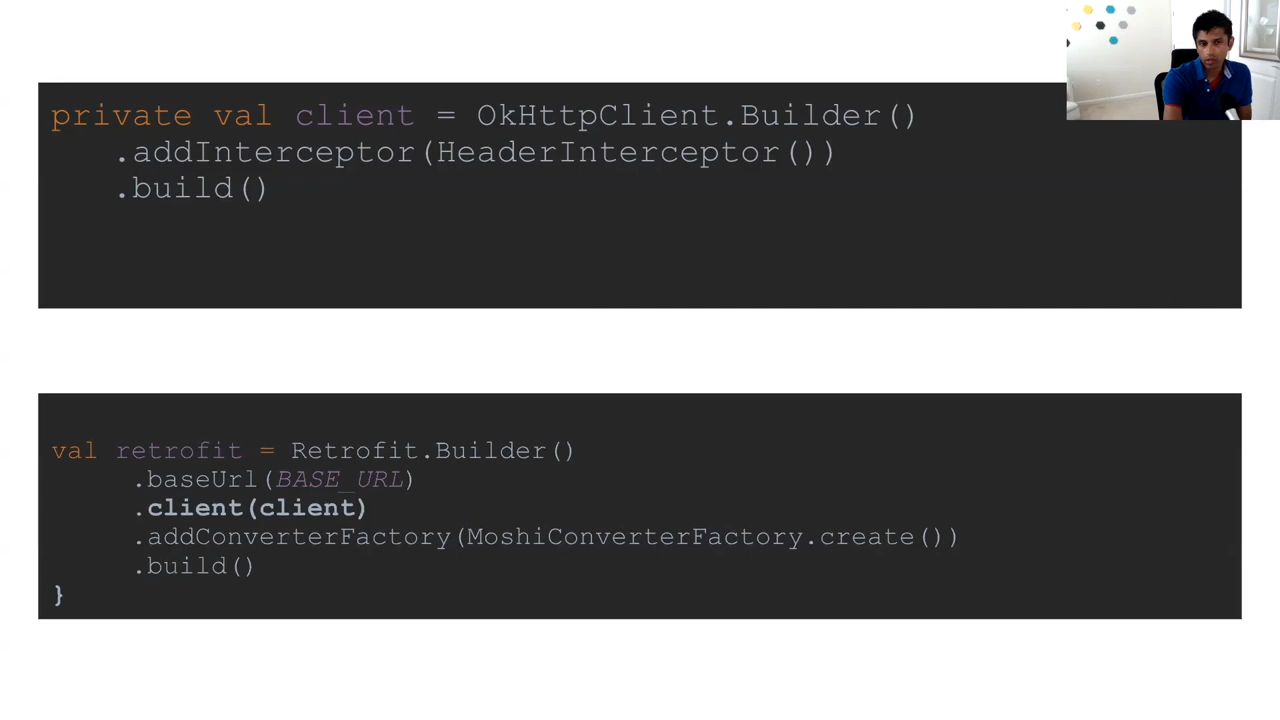 private val client = OkHttpClient.Builder()
.addInterceptor(HeaderInterceptor())
.build()
val retrofit = Retrofit.Builder()
.baseUrl(BASE_URL)
.client(client)
.addConverterFactory(MoshiConverterFactory.create())
.build()
}